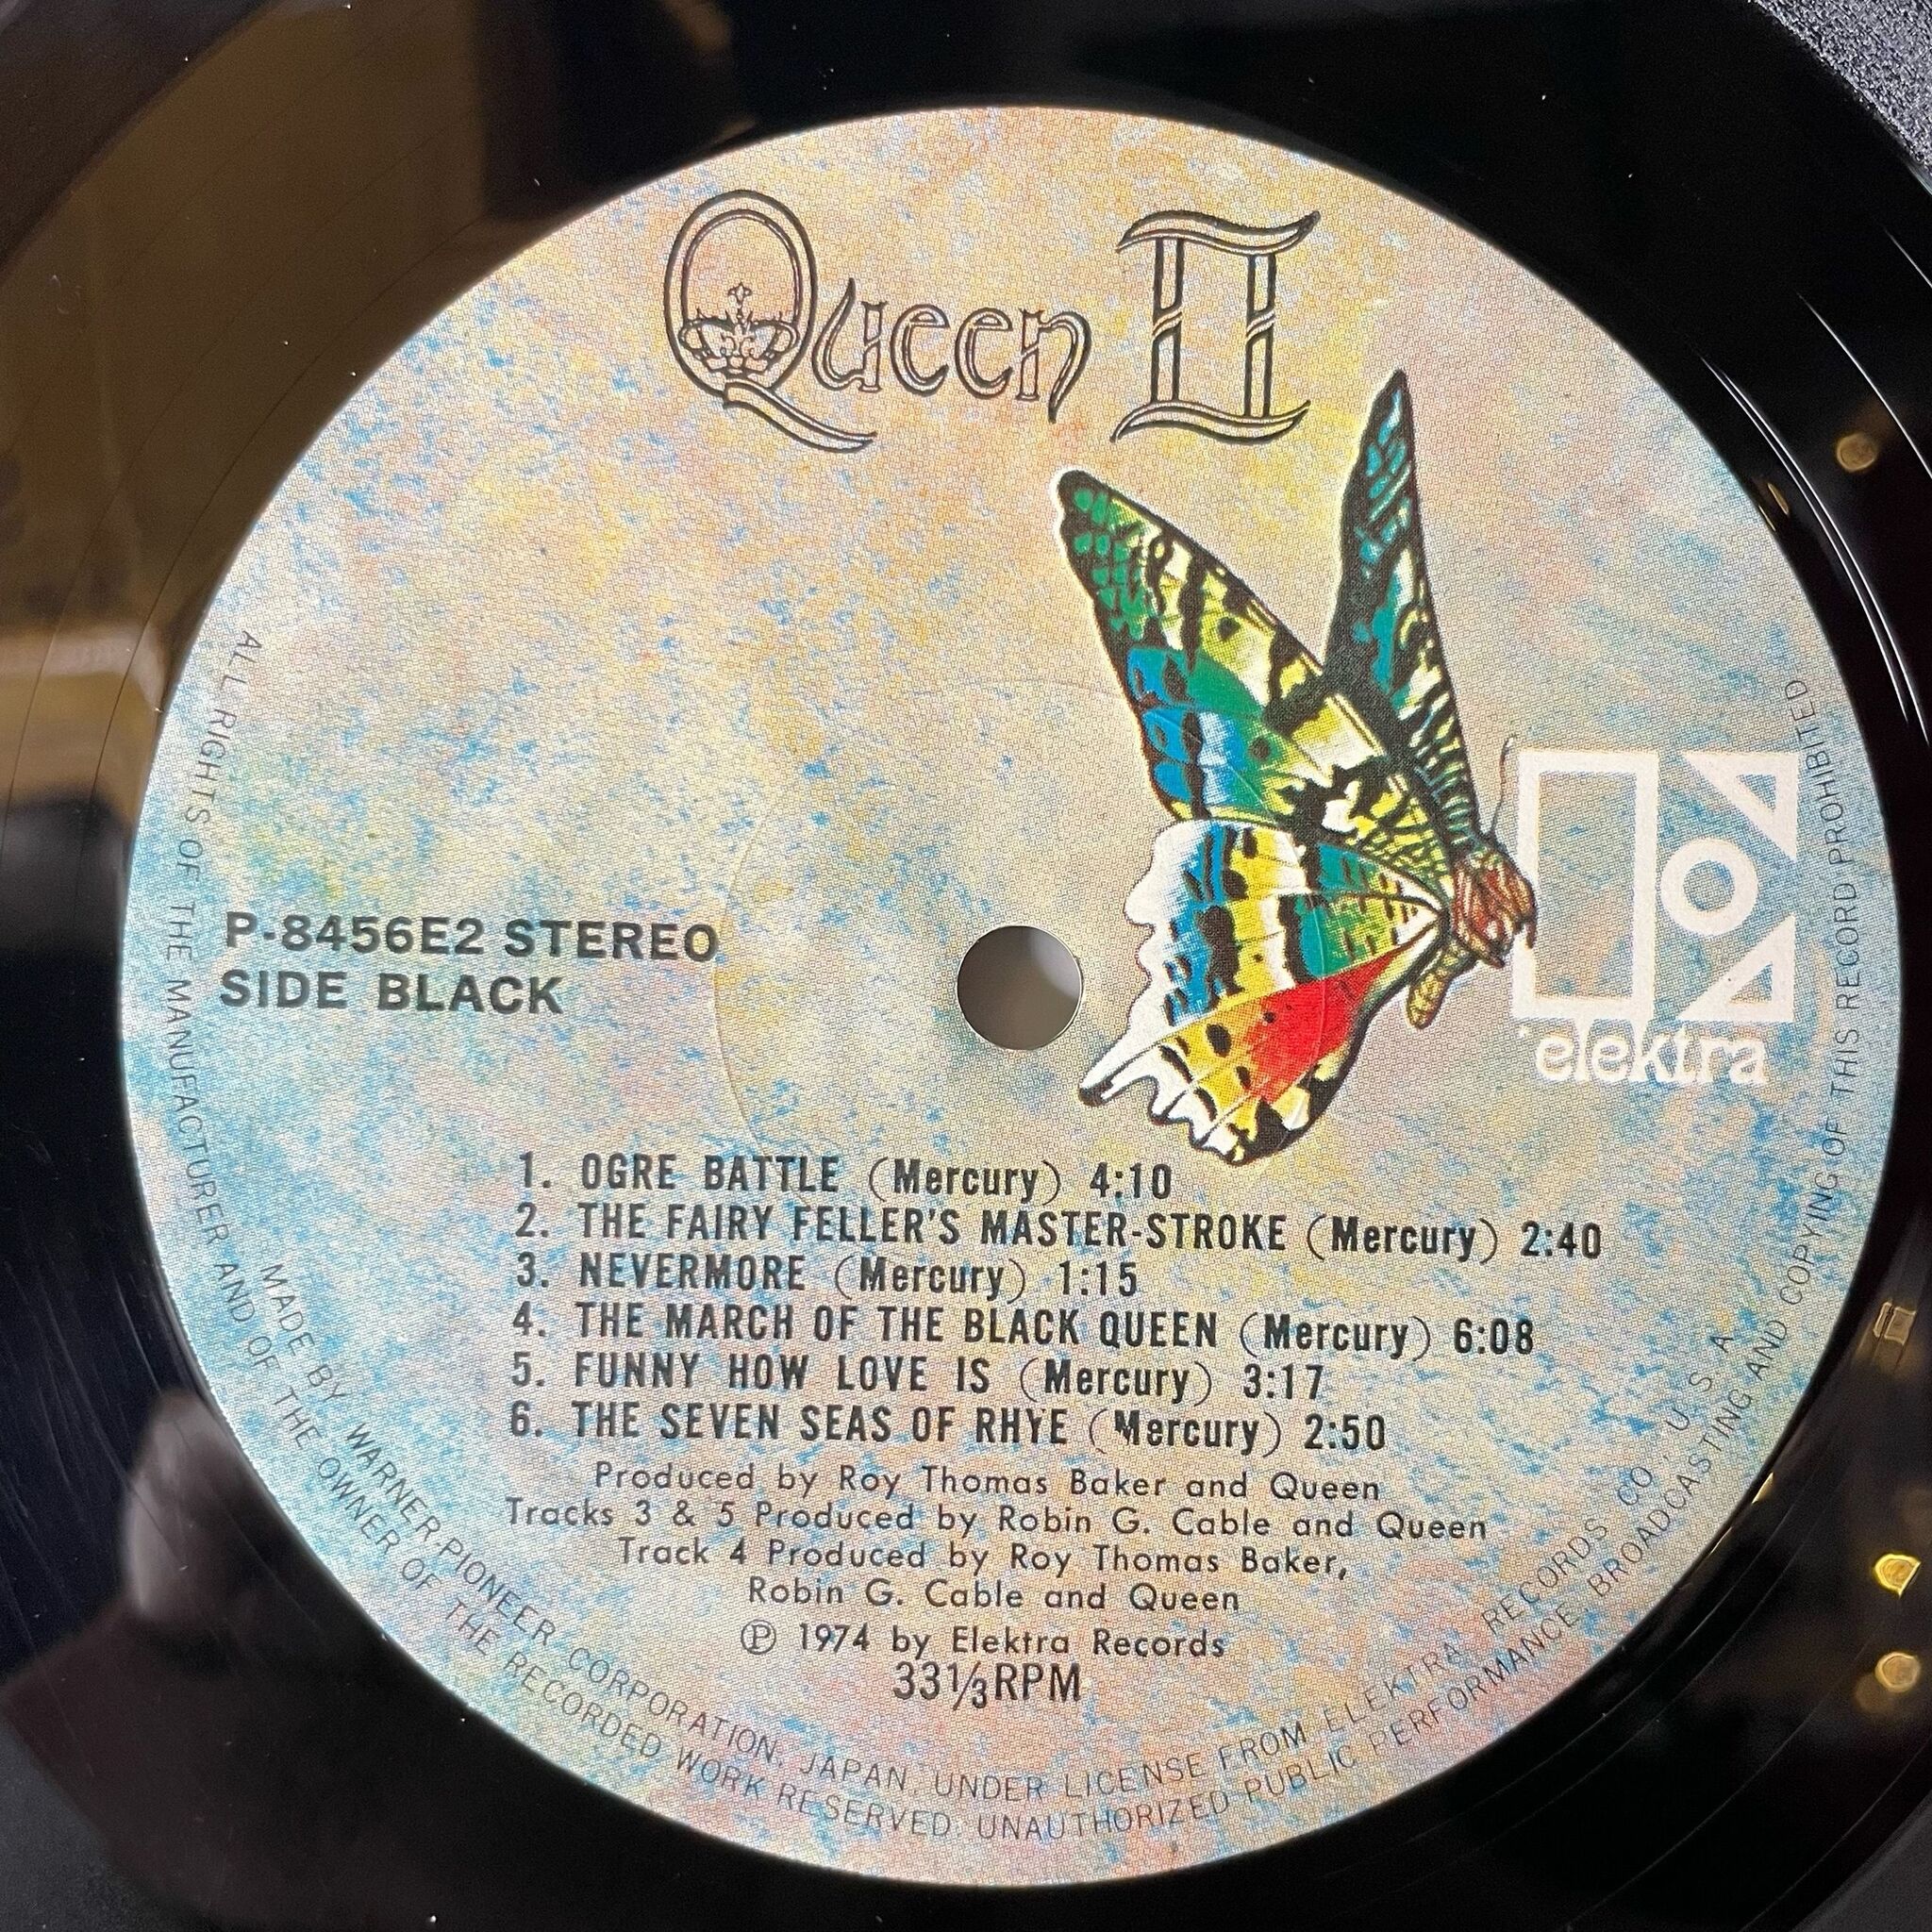 Queen II
elektra
P-8456E2 STEREO
SIDE BLACK
1. OGRE BATTLE (Mercury) 4:10
2. THE FAIRY FELLER'S MASTER-STROKE (Mercury) 2:40
3. NEVERMORE (Mercury) 1:15
4. THE MARCH OF THE BLACK QUEEN (Mercury) 6:08
5. FUNNY HOW LOVE IS (Mercury) 3:17
6. THE SEVEN SEAS OF RHYE (Mercury) 2:50
Produced by Roy Thomas Baker and Queen
Tracks 3 & 5 Produced by Robin G. Cable and Queen
Track 4 Produced by Roy Thomas Baker,
Robin G. Cable and Queen
℗ 1974 by Elektra Records
33⅓RPM
MADE BY WARNER-PIONEER CORPORATION, JAPAN, UNDER LICENSE FROM ELEKTRA RECORDS CO., U.S.A.
ALL RIGHTS OF THE MANUFACTURER AND OF THE OWNER OF THE RECORDED WORK RESERVED. UNAUTHORIZED PUBLIC PERFORMANCE, BROADCASTING AND COPYING OF THIS RECORD PROHIBITED